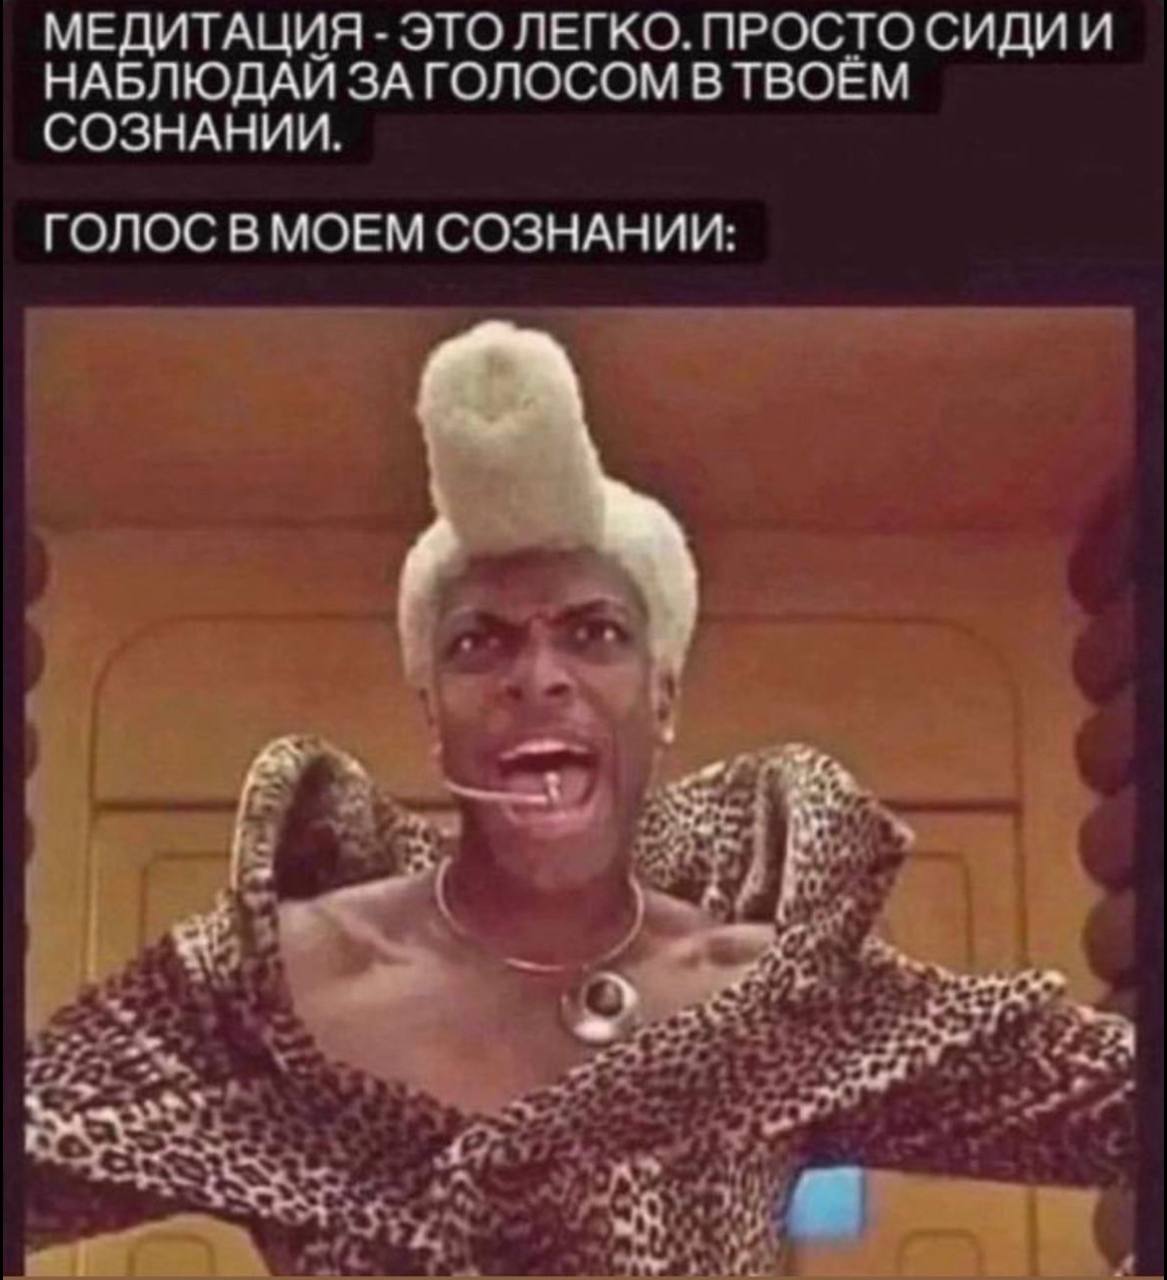 МЕДИТАЦИЯ - ЭТО ЛЕГКО. ПРОСТО СИДИ И
НАБЛЮДАЙ ЗА ГОЛОСОМ В ТВОЁМ
СОЗНАНИИ.
ГОЛОС В МОЕМ СОЗНАНИИ: